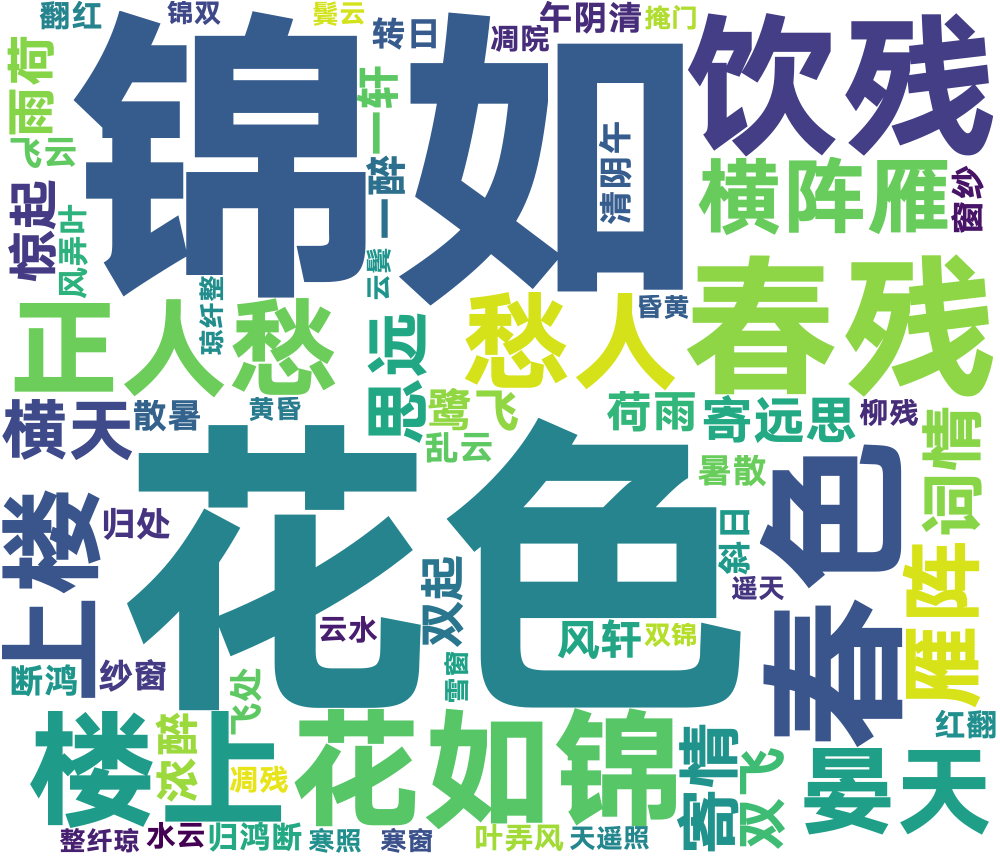 翻红
锦双
鬓云
转日
午阴清
掩门
凋院
锦如
饮残
雨荷
一轩
飞云
清阴午
一醉
横阵雁
窗纱
惊起
风弄叶
云鬓
琼纤整
正人愁
思远
愁人
昏黄
春残
横天
散暑
黄昏
鹭飞
乱云
荷雨
寄远思
柳残
词情
暑散
花色
上楼
归处
斜日
春色
雁阵
遥天
双起
云水
风轩
双锦
断鸿
纱窗
雪窗
飞处
楼上
浓醉
凋残
花如锦
寄情
双飞
晏天
红翻
整纤琼
水云
归鸿断
寒照
寒窗
叶弄风
天遥照